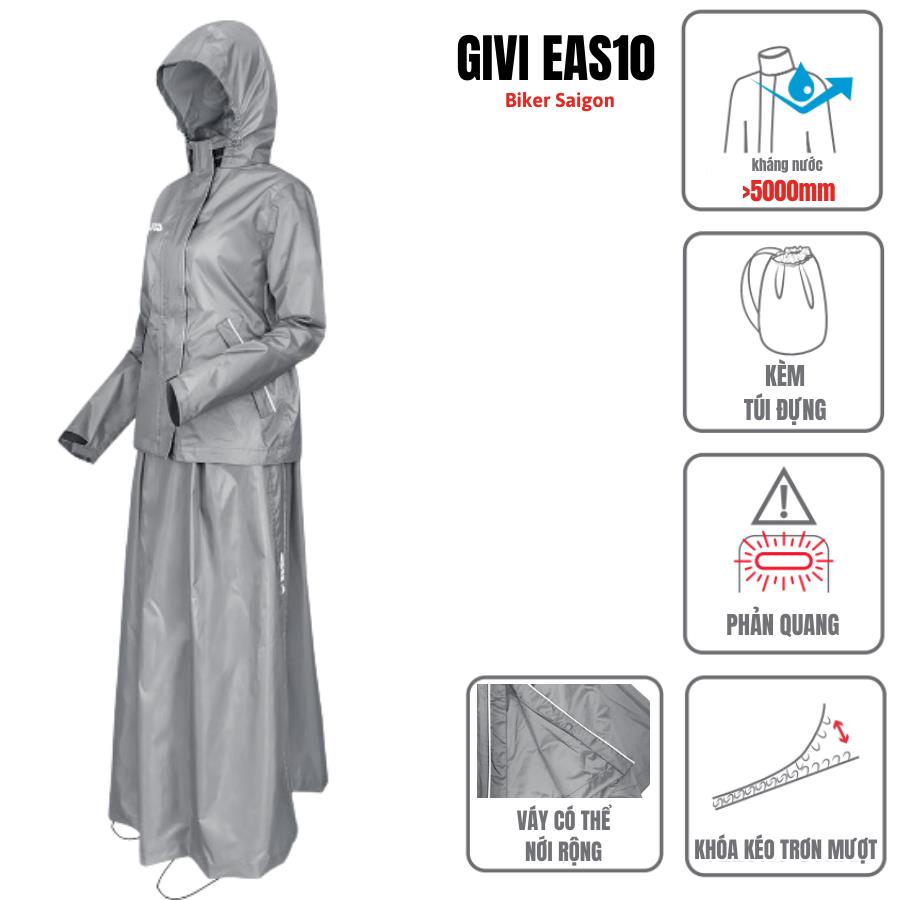 GIVI EAS10
Biker Saigon
kháng nước
>5000mm
KÈM
TÚI ĐỰNG
PHẢN QUANG
VÁY CÓ THỂ
NỚI RỘNG
KHÓA KÉO TRƠN MƯỢT